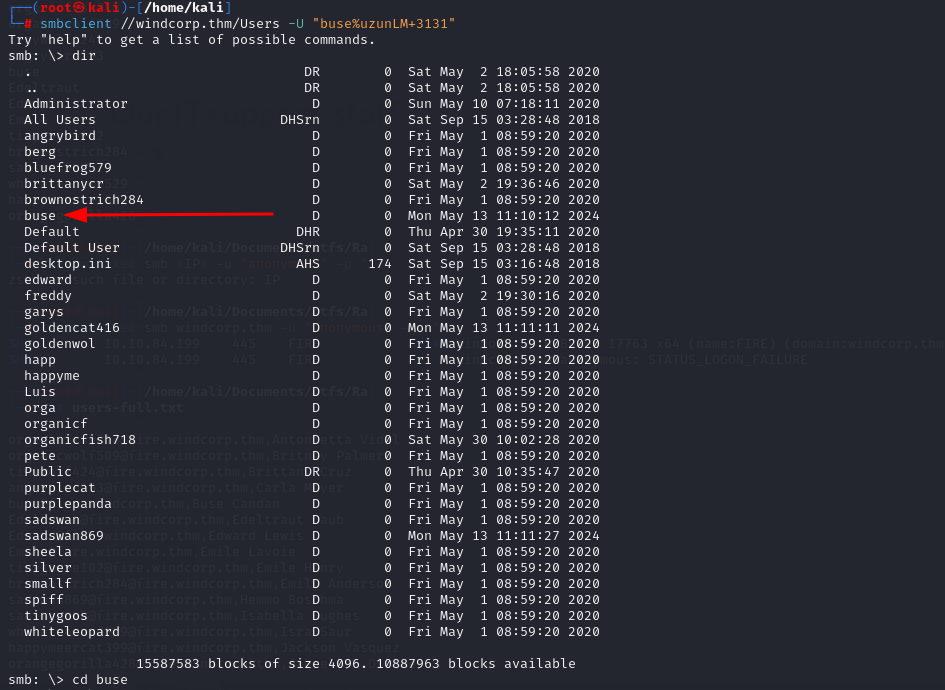 ┌──(root㉿kali)-[/home/kali]
└─# smbclient //windcorp.thm/Users -U "buse%uzunLM+3131"
Try "help" to get a list of possible commands.
smb: \> dir
. DR 0 Sat May 2 18:05:58 2020
.. DR 0 Sat May 2 18:05:58 2020
Administrator D 0 Sun May 10 07:18:11 2020
All Users DHSrn 0 Sat Sep 15 03:28:48 2018
angrybird D 0 Fri May 1 08:59:20 2020
berg D 0 Fri May 1 08:59:20 2020
bluefrog579 D 0 Fri May 1 08:59:20 2020
brittanycr D 0 Sat May 2 19:36:46 2020
brownostrich284 D 0 Fri May 1 08:59:20 2020
buse D 0 Mon May 13 11:10:12 2024
Default DHR 0 Thu Apr 30 19:35:11 2020
Default User DHSrn 0 Sat Sep 15 03:28:48 2018
desktop.ini AHS 174 Sat Sep 15 03:16:48 2018
edward D 0 Fri May 1 08:59:20 2020
freddy D 0 Sat May 2 19:30:16 2020
garys D 0 Fri May 1 08:59:20 2020
goldencat416 D 0 Mon May 13 11:11:11 2024
goldenwol D 0 Fri May 1 08:59:20 2020
happ D 0 Fri May 1 08:59:20 2020
happyme D 0 Fri May 1 08:59:20 2020
Luis D 0 Fri May 1 08:59:20 2020
orga D 0 Fri May 1 08:59:20 2020
organicf D 0 Fri May 1 08:59:20 2020
organicfish718 D 0 Sat May 30 10:02:28 2020
pete D 0 Fri May 1 08:59:20 2020
Public DR 0 Thu Apr 30 10:35:47 2020
purplecat D 0 Fri May 1 08:59:20 2020
purplepanda D 0 Fri May 1 08:59:20 2020
sadswan D 0 Fri May 1 08:59:20 2020
sadswan869 D 0 Mon May 13 11:11:27 2024
sheela D 0 Fri May 1 08:59:20 2020
silver D 0 Fri May 1 08:59:20 2020
smallf D 0 Fri May 1 08:59:20 2020
spiff D 0 Fri May 1 08:59:20 2020
tinygoos D 0 Fri May 1 08:59:20 2020
whiteleopard D 0 Fri May 1 08:59:20 2020
15587583 blocks of size 4096. 10887963 blocks available
smb: \> cd buse